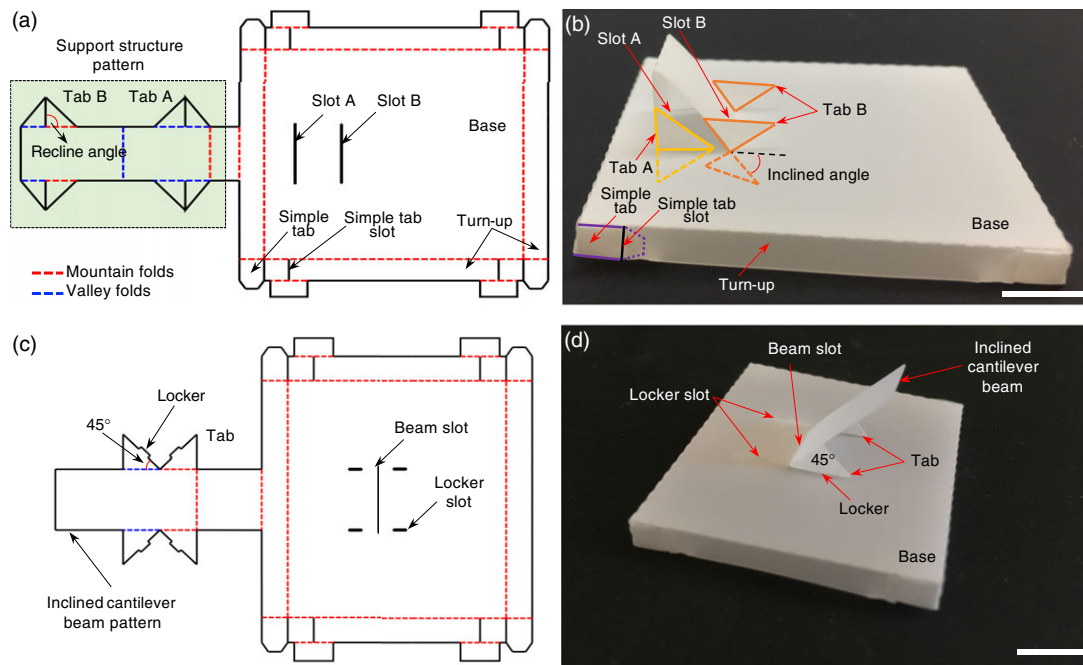 (a)
Support structure
pattern
Tab B
Tab A
Recline angle
Slot A
Slot B
Base
Simple
tab
Simple tab
slot
Turn-up
Mountain folds
Valley folds
(b)
Slot A
Slot B
Tab B
Tab A
Inclined angle
Simple
tab
Simple tab
slot
Base
Turn-up
(c)
Locker
45°
Tab
Beam slot
Locker
slot
Inclined cantilever
beam pattern
(d)
Beam slot
Inclined
cantilever
beam
Locker slot
45°
Tab
Locker
Base